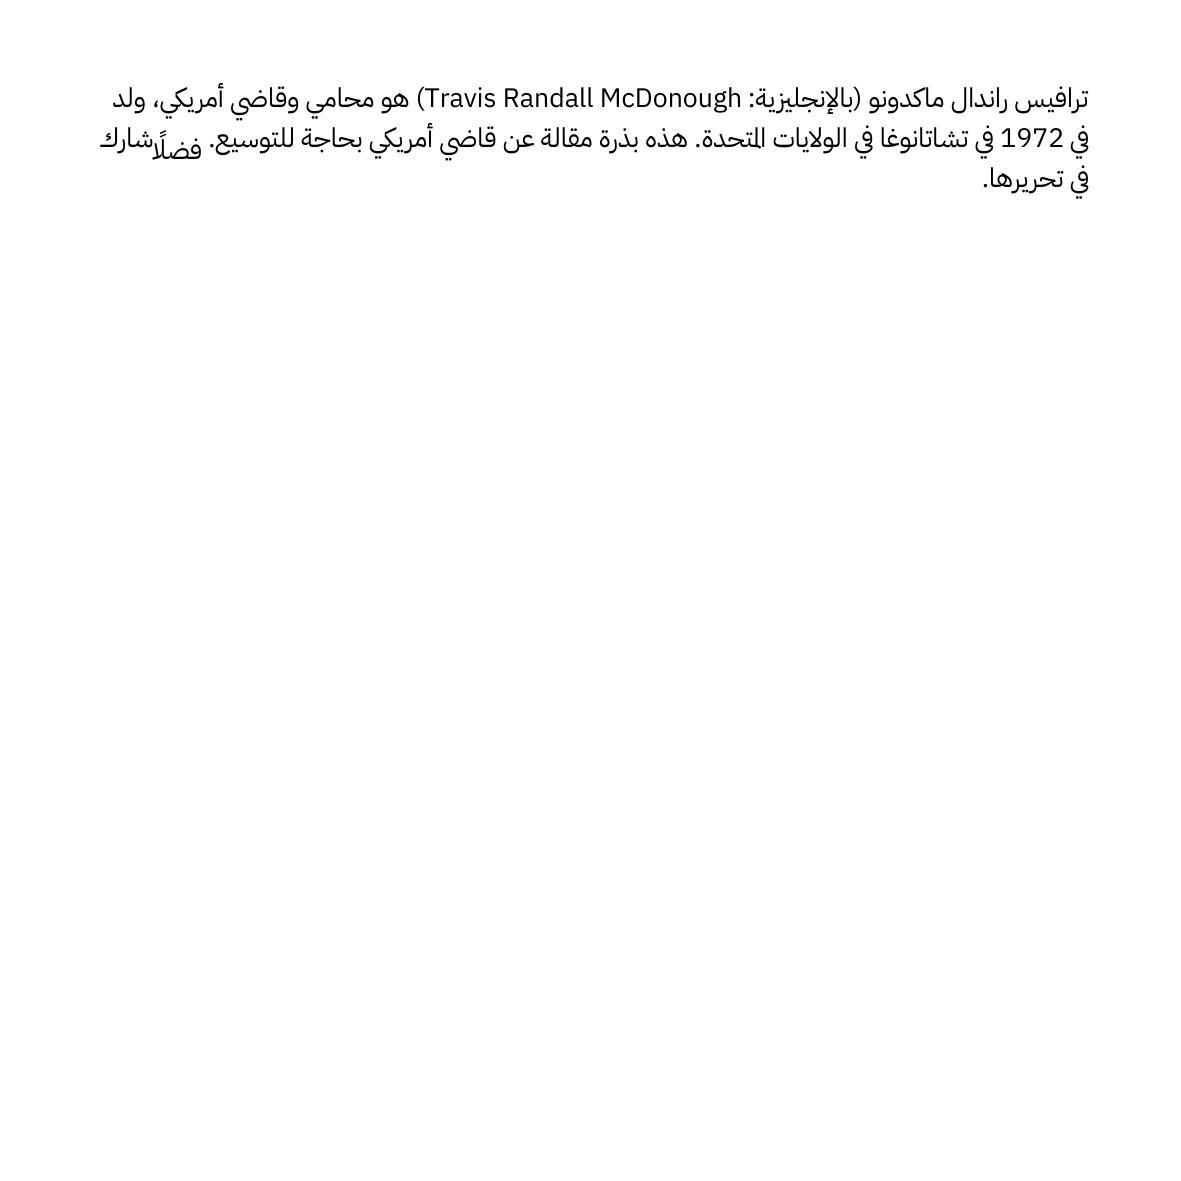 ترافيس راندال ماكدونو (بالإنجليزية: Travis Randall McDonough) هو محامي وقاضي أمريكي، ولد
في 1972 في تشاتانوغا في الولايات المتحدة. هذه بذرة مقالة عن قاضي أمريكي بحاجة للتوسيع. فضلًا شارك
في تحريرها.